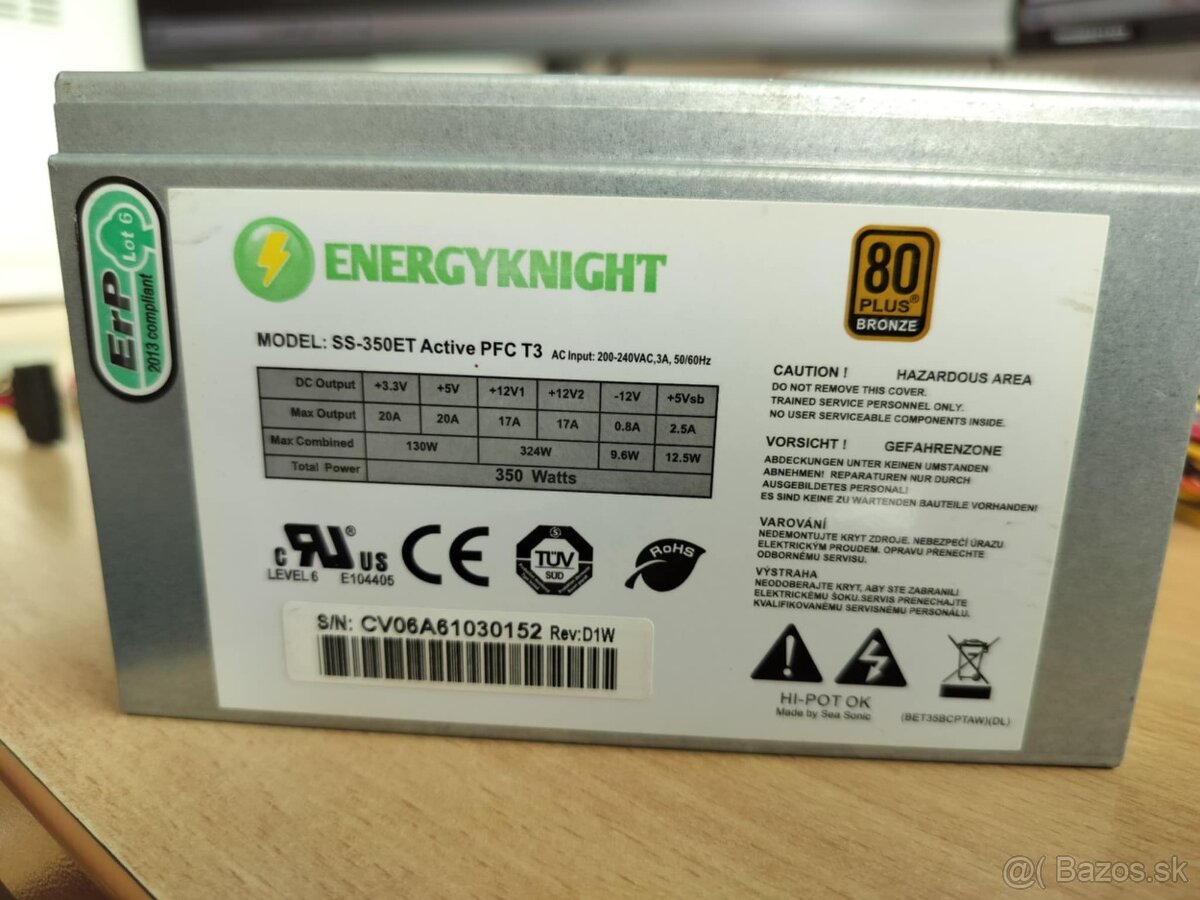 ErP Lot 6
2013 compliant
ENERGYKNIGHT
80
PLUS®
BRONZE
MODEL: SS-350ET Active PFC T3 AC Input: 200-240VAC,3A, 50/60Hz
DC Output +3.3V +5V +12V1 +12V2 -12V +5Vsb
Max Output 20A 20A 17A 17A 0.8A 2.5A
Max Combined 130W 324W 9.6W 12.5W
Total Power 350 Watts
c RU® US
LEVEL 6 E104405
CE
S
TÜV
SÜD
RoHS
S/N: CV06A61030152 Rev:D1W
CAUTION ! HAZARDOUS AREA
DO NOT REMOVE THIS COVER.
TRAINED SERVICE PERSONNEL ONLY.
NO USER SERVICEABLE COMPONENTS INSIDE.
VORSICHT ! GEFAHRENZONE
ABDECKUNGEN UNTER KEINEN UMSTANDEN
ABNEHMEN! REPARATUREN NUR DURCH
AUSGEBILDETES PERSONAL!
ES SIND KEINE ZU WARTENDEN BAUTEILE VORHANDEN!
VAROVÁNÍ
NEDEMONTUJTE KRYT ZDROJE. NEBEZPEČÍ ÚRAZU
ELEKTRICKÝM PROUDEM. OPRAVU PŘENECHTE
ODBORNÉMU SERVISU.
VÝSTRAHA
NEODOBERAJTE KRYT, ABY STE ZABRANILI
ELEKTRICKÉMU ŠOKU.SERVIS PRENECHAJTE
KVALIFIKOVANÉMU SERVISNÉMU PERSONÁLU.
HI-POT OK
Made by Sea Sonic
(BET35BCPTAW)(DL)
@( Bazos.sk